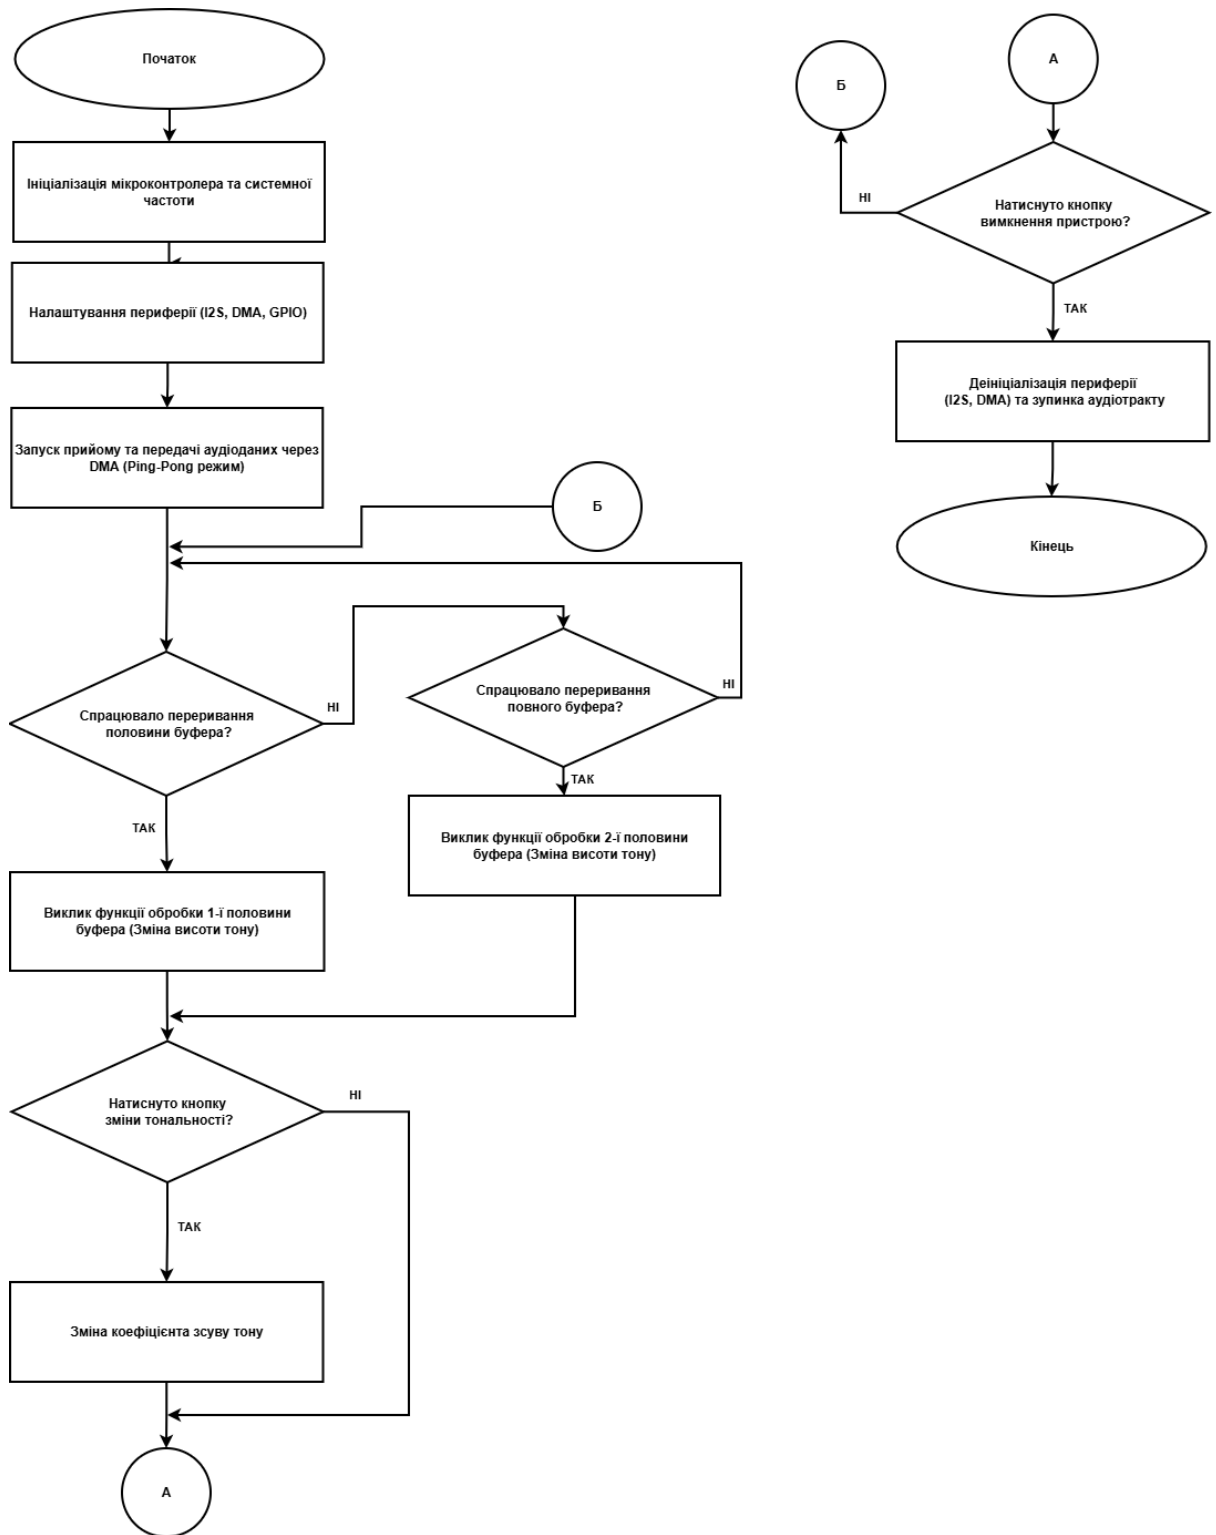 Початок
Ініціалізація мікроконтролера та системної
частоти
Налаштування периферії (I2S, DMA, GPIO)
Запуск прийому та передачі аудіоданих через
DMA (Ping-Pong режим)
Б
Спрацювало переривання
половини буфера?
НІ
Спрацювало переривання
повного буфера?
НІ
ТАК
Виклик функції обробки 2-ї половини
буфера (Зміна висоти тону)
ТАК
Виклик функції обробки 1-ї половини
буфера (Зміна висоти тону)
Натиснуто кнопку
зміни тональності?
НІ
ТАК
Зміна коефіцієнта зсуву тону
А
А
Б
Натиснуто кнопку
вимкнення пристрою?
НІ
ТАК
Деініціалізація периферії
(I2S, DMA) та зупинка аудіотракту
Кінець